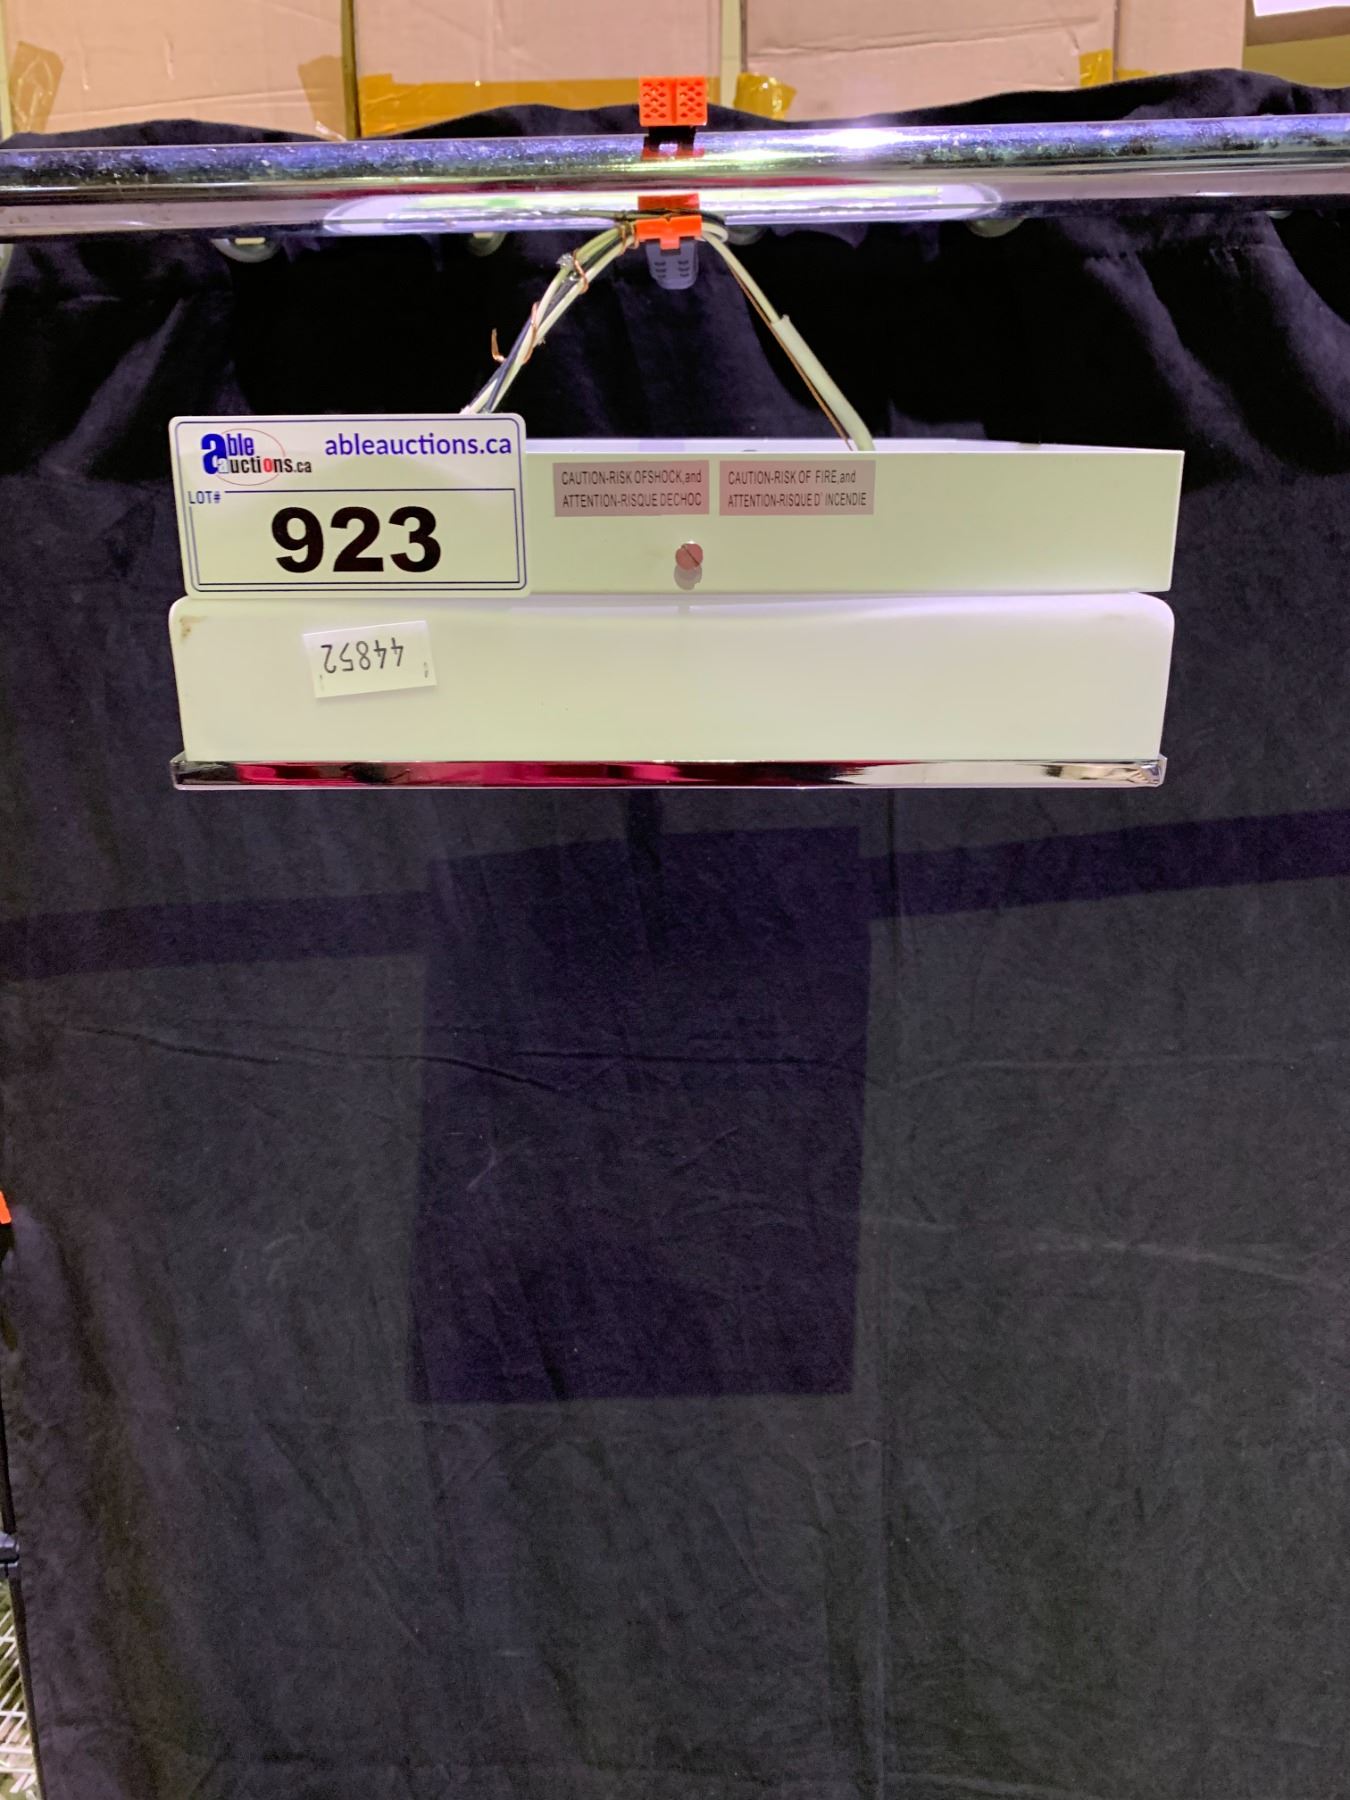 able auctions.ca
ableauctions.ca
LOT#
923
CAUTION-RISK OFSHOCK,and
ATTENTION-RISQUE DECHOC
CAUTION-RISK OF FIRE,and
ATTENTION-RISQUE D' INCENDIE
44852